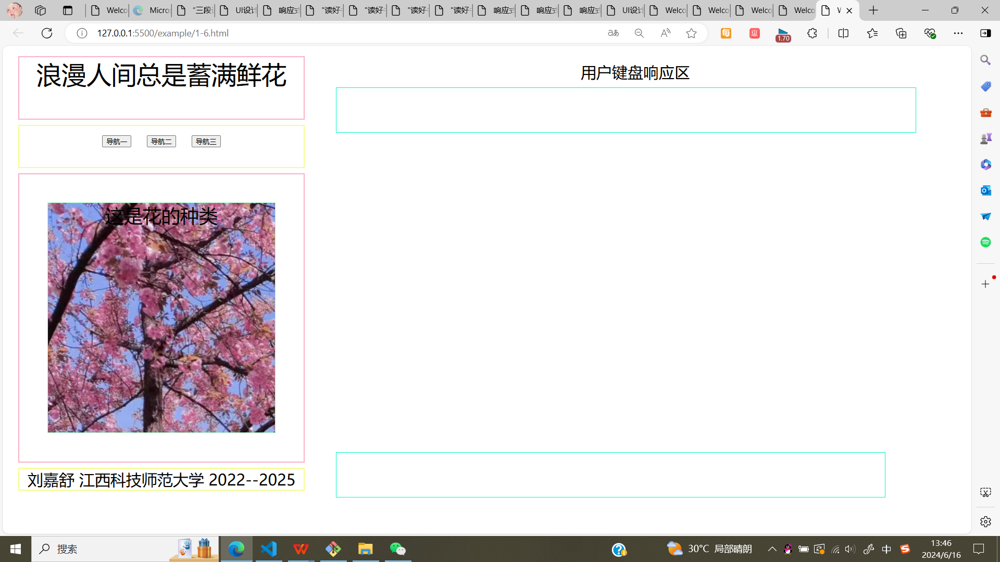 Welco
Micro
“三段
UI设计
响应式
"读好
"读好
"读好
"读好
响应式
响应式
响应式
UI设计
Welco
Welco
Welco
Welco
127.0.0.1:5500/example/1-6.html
每
惠
1.70
浪漫人间总是蓄满鲜花
用户键盘响应区
导航一 导航二 导航三
这是花的种类
刘嘉舒 江西科技师范大学 2022--2025
搜索
30°C 局部晴朗
中
13:46
2024/6/16